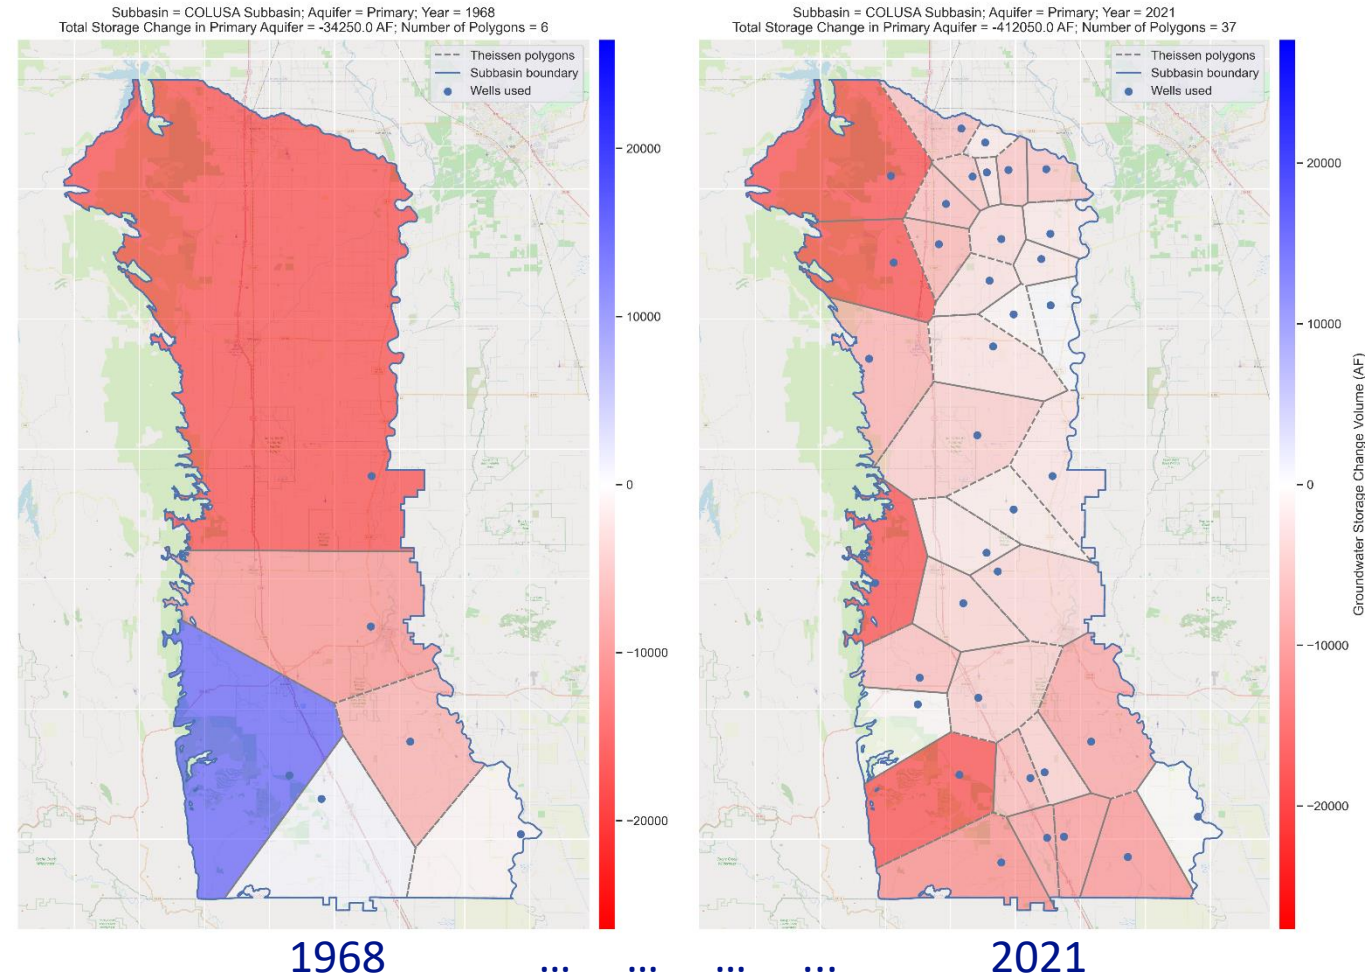 Subbasin = COLUSA Subbasin; Aquifer = Primary; Year = 1968
Total Storage Change in Primary Aquifer = -34250.0 AF; Number of Polygons = 6
Theissen polygons
Subbasin boundary
Wells used
20000
10000
0
−10000
−20000
Subbasin = COLUSA Subbasin; Aquifer = Primary; Year = 2021
Total Storage Change in Primary Aquifer = -412050.0 AF; Number of Polygons = 37
Theissen polygons
Subbasin boundary
Wells used
20000
10000
0
−10000
−20000
Groundwater Storage Change Volume (AF)
1968 ... ... ... ... 2021